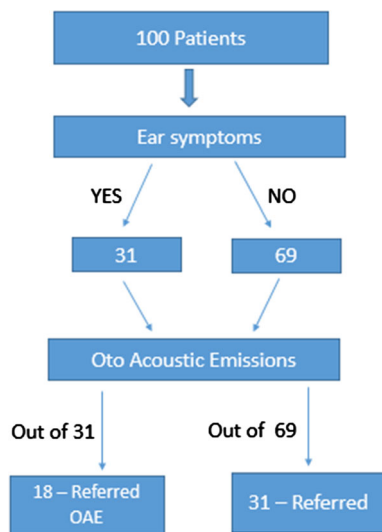 100 Patients
Ear symptoms
YES
NO
31
69
Oto Acoustic Emissions
Out of 31
Out of 69
18 – Referred
OAE
31 – Referred